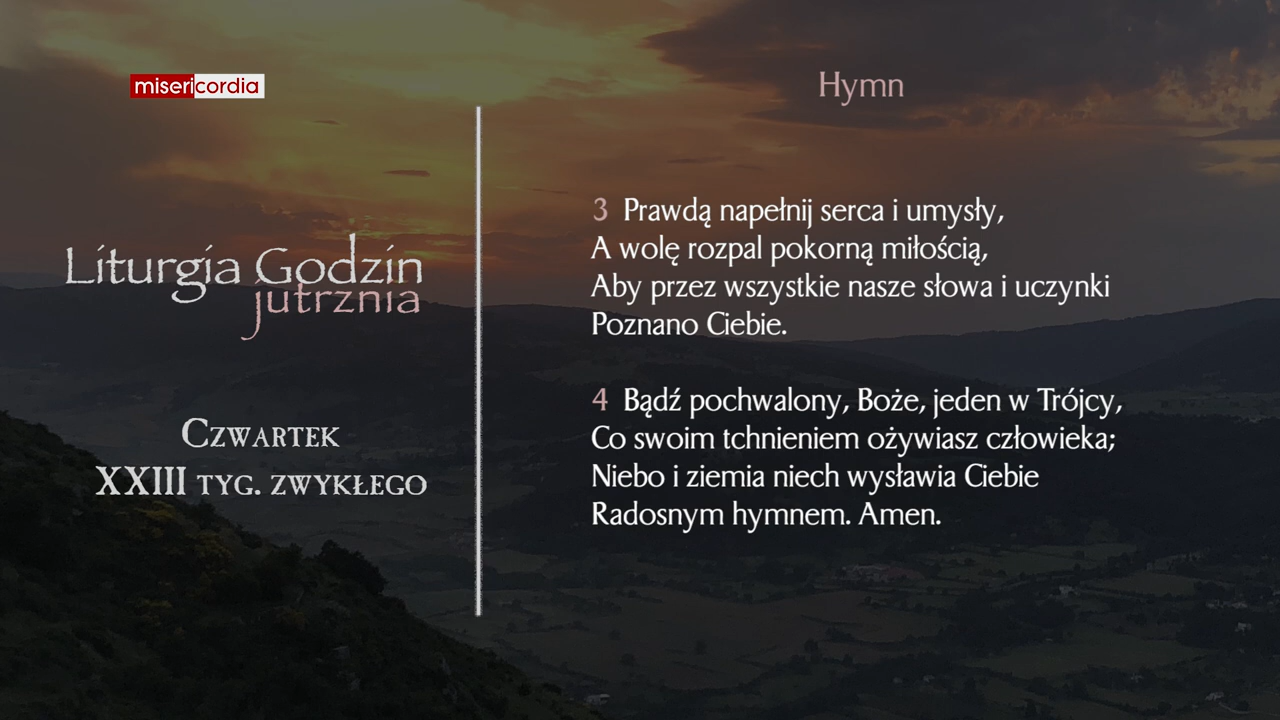 misericordia
Liturgia Godzin
jutrznia
Czwartek
XXIII tyg. zwykłego
Hymn
3 Prawdą napełnij serca i umysły,
A wolę rozpal pokorną miłością,
Aby przez wszystkie nasze słowa i uczynki
Poznano Ciebie.
4 Bądź pochwalony, Boże, jeden w Trójcy,
Co swoim tchnieniem ożywiasz człowieka;
Niebo i ziemia niech wysławia Ciebie
Radosnym hymnem. Amen.